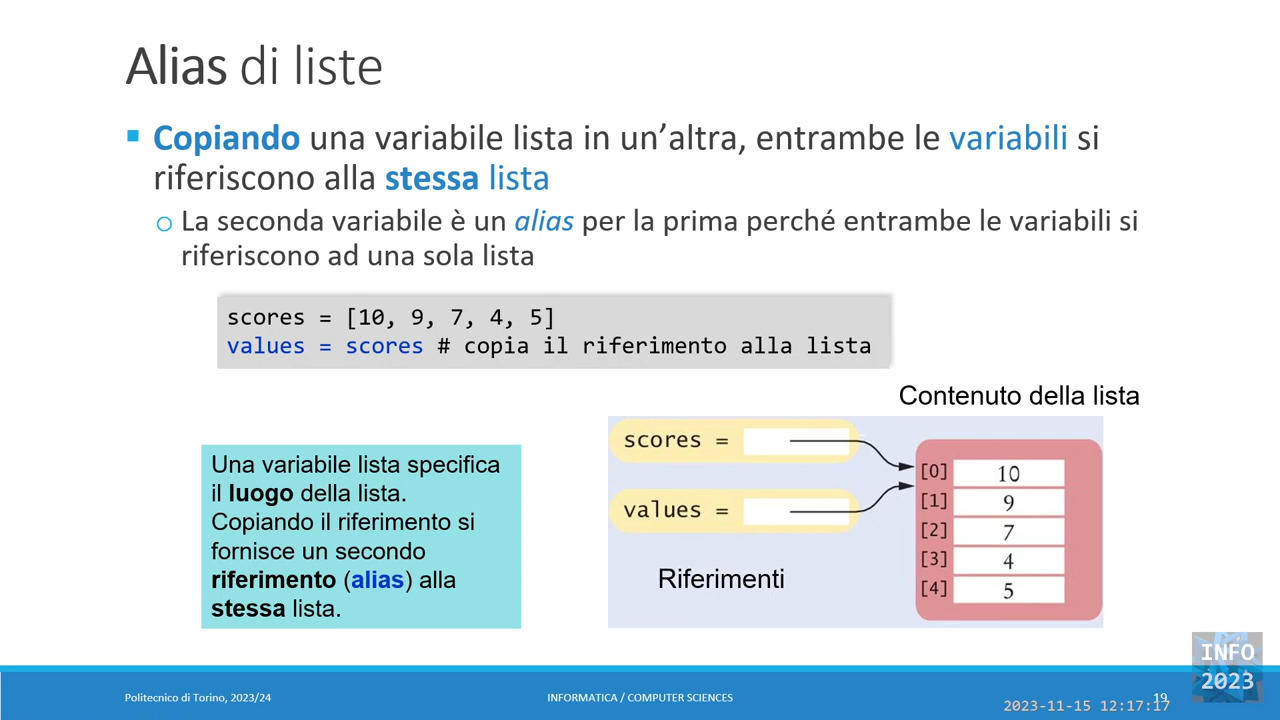 Alias di liste
Copiando una variabile lista in un’altra, entrambe le variabili si
riferiscono alla stessa lista
La seconda variabile è un alias per la prima perché entrambe le variabili si
riferiscono ad una sola lista
scores = [10, 9, 7, 4, 5]
values = scores # copia il riferimento alla lista
Contenuto della lista
Una variabile lista specifica
il luogo della lista.
Copiando il riferimento si
fornisce un secondo
riferimento (alias) alla
stessa lista.
scores =
values =
Riferimenti
[0] 10
[1] 9
[2] 7
[3] 4
[4] 5
Politecnico di Torino, 2023/24
INFORMATICA / COMPUTER SCIENCES
19
INFO
2023
2023-11-15 12:17:17